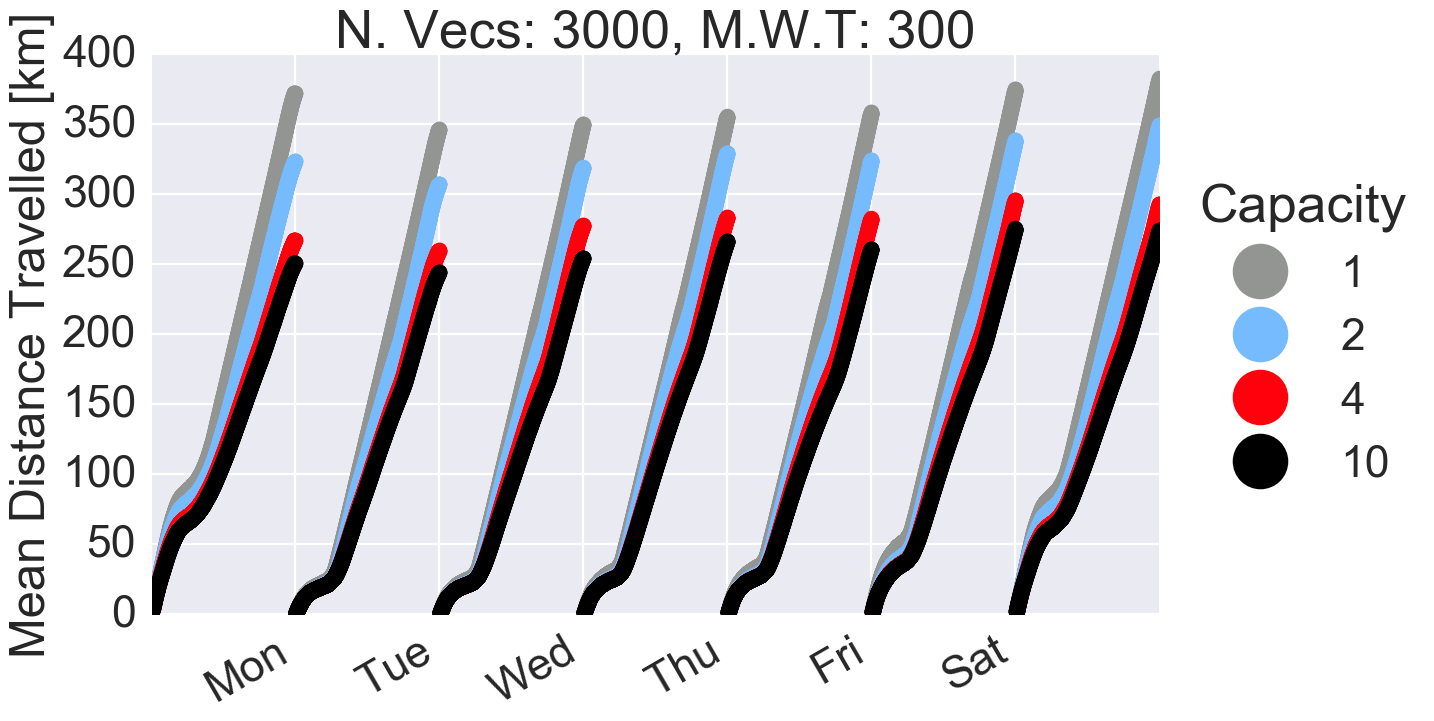 N. Vecs: 3000, M.W.T: 300
Mean Distance Travelled [km]
400
350
300
250
200
150
100
50
0
Mon
Tue
Wed
Thu
Fri
Sat
Capacity
1
2
4
10